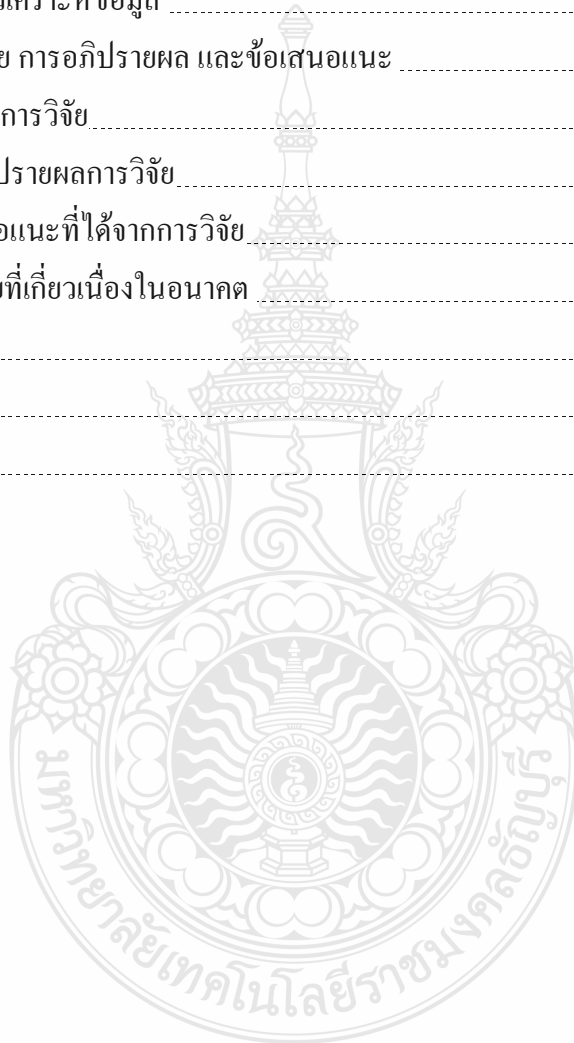 เคราะห์ข้อมูล
ย การอภิปรายผล และข้อเสนอแนะ
การวิจัย
ปรายผลการวิจัย
อแนะที่ได้จากการวิจัย
ที่เกี่ยวเนื่องในอนาคต
มหาวิทยาลัยเทคโนโลยีราชมงคลธัญบุรี